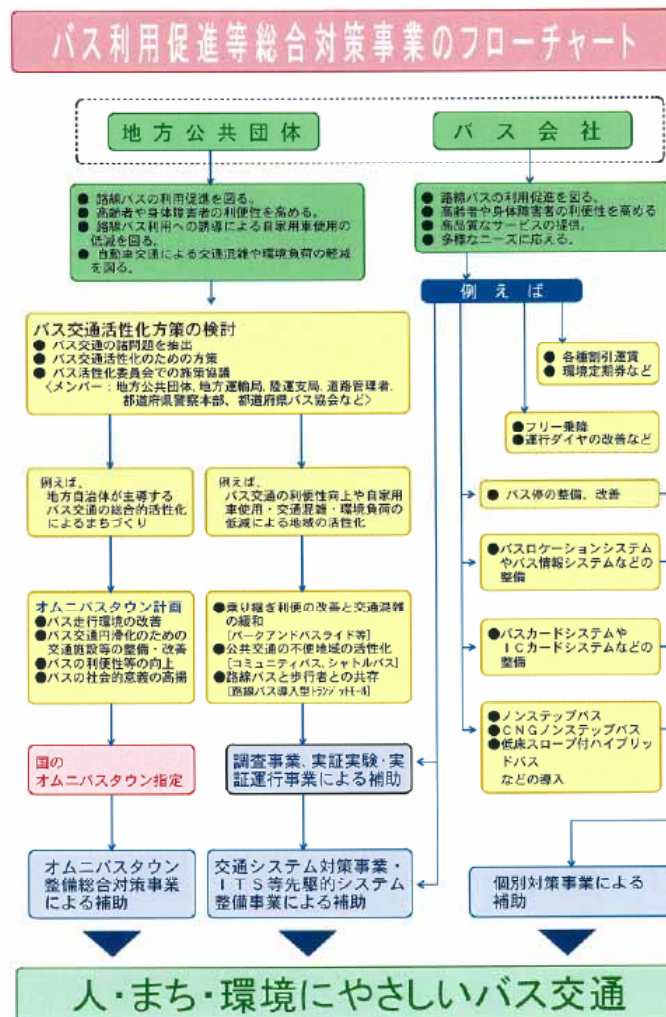 バス利用促進等総合対策事業のフローチャート
地方公共団体
バス会社
● 路線バスの利用促進を図る。
● 高齢者や身体障害者の利便性を高める。
● 路線バス利用への誘導による自家用車使用の
低減を図る。
● 自動車交通による交通混雑や環境負荷の軽減
を図る。
● 路線バスの利用促進を図る。
● 高齢者や身体障害者の利便性を高める
● 高品質なサービスの提供。
● 多様なニーズに応える。
例えば
バス交通活性化方策の検討
● バス交通の諸問題を抽出
● バス交通活性化のための方策
● バス活性化委員会での施策協議
〈メンバー:地方公共団体, 地方運輸局, 陸運支局, 道路管理者,
都道府県警察本部、都道府県バス協会など〉
● 各種割引運賃
● 環境定期券など
●フリー乗降
●運行ダイヤの改善など
例えば、
地方自治体が主導する
バス交通の総合的活性化
によるまちづくり
例えば、
バス交通の利便性向上や自家用
車使用・交通混雑・環境負荷の
低減による地域の活性化
● バス停の整備、改善
●バスロケーションシステム
やバス情報システムなどの
整備
オムニバスタウン計画
●バス走行環境の改善
●バス交通円滑化のための
交通施設等の整備・改善
●バスの利便性等の向上
●バスの社会的意義の高揚
●乗り継ぎ利便の改善と交通混雑
の緩和
[パークアンドバスライド等]
●公共交通の不便地域の活性化
[コミュニティバス, シャトルバス]
●路線バスと歩行者との共存
[路線バス導入型トランジットモール]
●バスカードシステムや
ICカードシステムなどの
整備
●ノンステップバス
●CNGノンステップバス
●低床スロープ付ハイブリッ
ドバス
などの導入
国の
オムニバスタウン指定
調査事業、実証実験・実
証運行事業による補助
オムニバスタウン
整備総合対策事業
による補助
交通システム対策事業・
ITS等先駆的システム
整備事業による補助
個別対策事業による
補助
人・まち・環境にやさしいバス交通